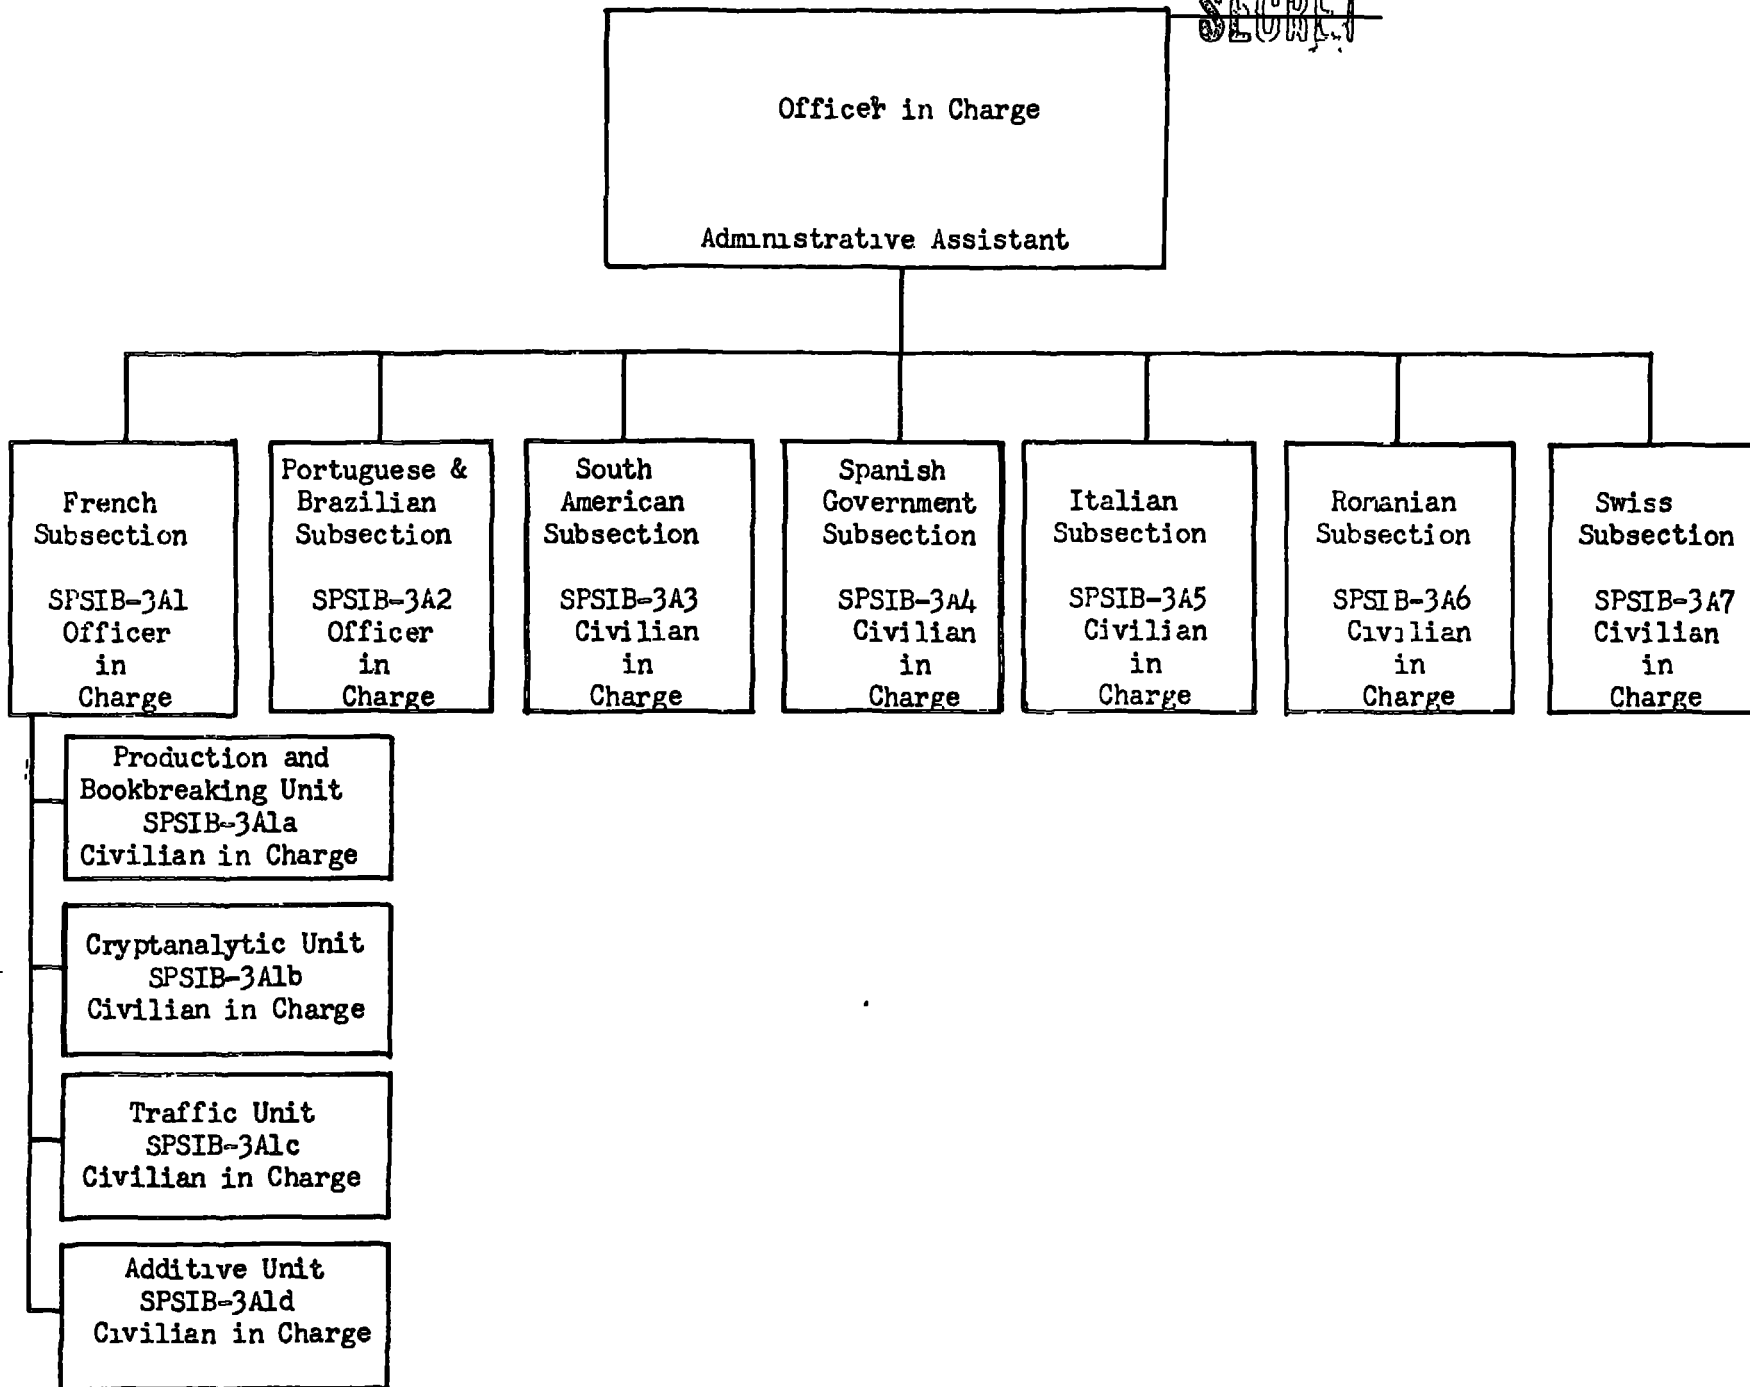 SECRET
Officer in Charge
Administrative Assistant
French
Subsection
SPSIB-3A1
Officer
in
Charge
Portuguese &
Brazilian
Subsection
SPSIB-3A2
Officer
in
Charge
South
American
Subsection
SPSIB-3A3
Civilian
in
Charge
Spanish
Government
Subsection
SPSIB-3A4
Civilian
in
Charge
Italian
Subsection
SPSIB-3A5
Civilian
in
Charge
Romanian
Subsection
SPSIB-3A6
Civilian
in
Charge
Swiss
Subsection
SPSIB-3A7
Civilian
in
Charge
Production and
Bookbreaking Unit
SPSIB-3A1a
Civilian in Charge
Cryptanalytic Unit
SPSIB-3A1b
Civilian in Charge
Traffic Unit
SPSIB-3A1c
Civilian in Charge
Additive Unit
SPSIB-3A1d
Civilian in Charge